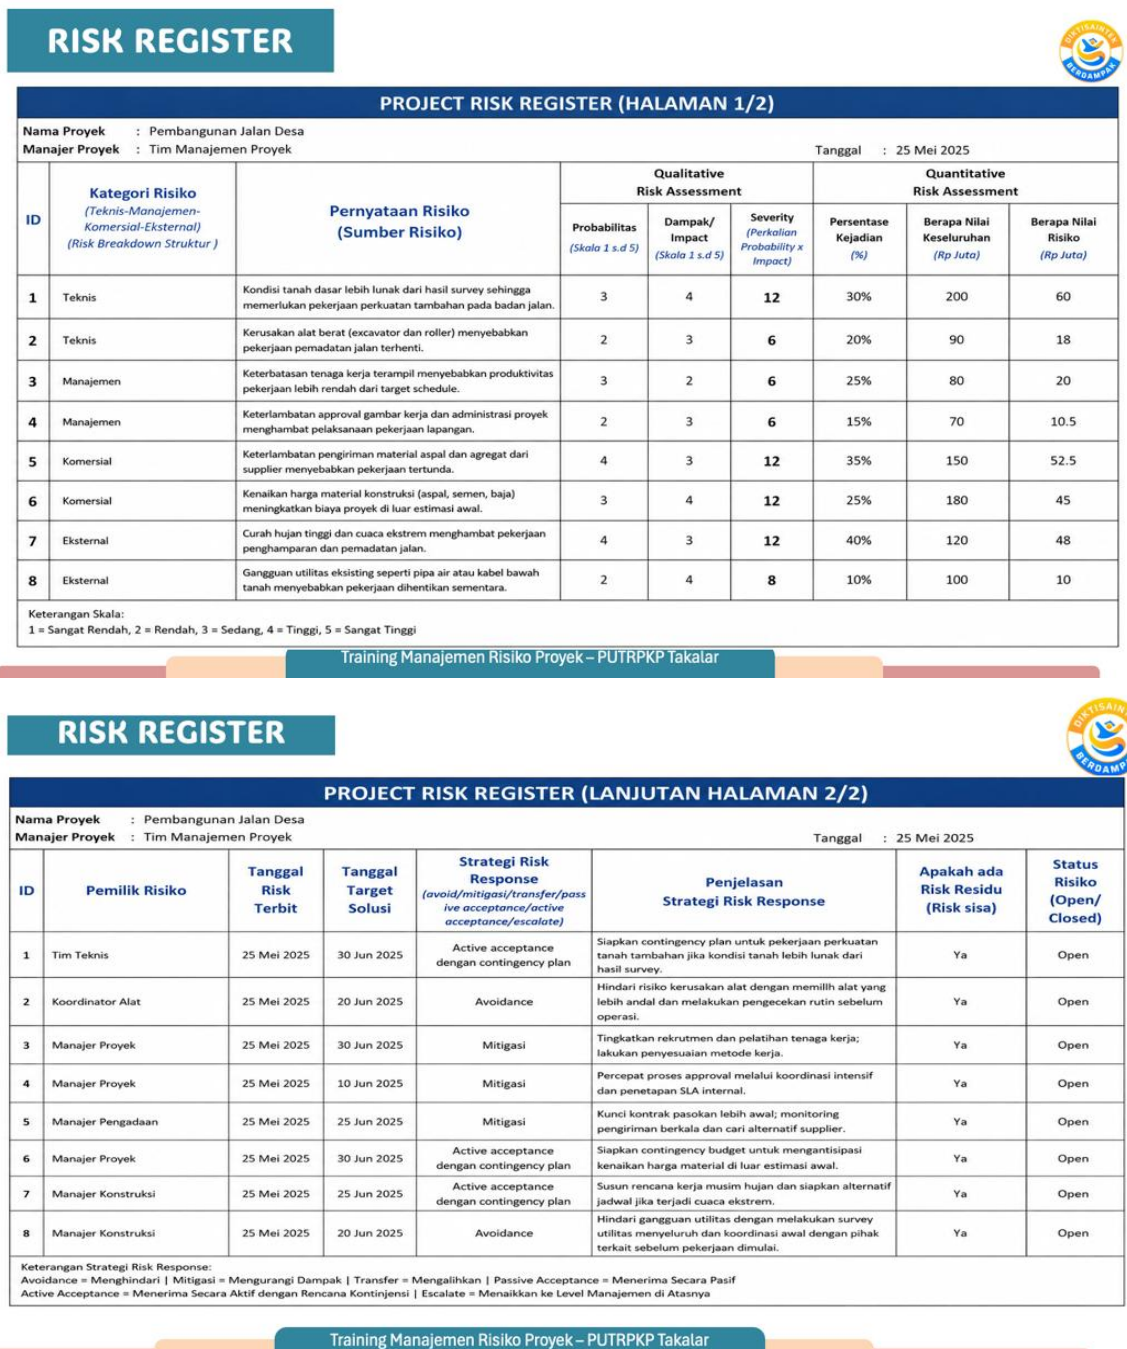 RISK REGISTER
DIKTISAINTEK
BERDAMPAK
PROJECT RISK REGISTER (HALAMAN 1/2)
Nama Proyek : Pembangunan Jalan Desa
Manajer Proyek : Tim Manajemen Proyek
Tanggal : 25 Mei 2025
ID
Kategori Risiko
(Teknis-Manajemen-
Komersial-Eksternal)
(Risk Breakdown Struktur )
Pernyataan Risiko
(Sumber Risiko)
Qualitative
Risk Assessment
Quantitative
Risk Assessment
Probabilitas
(Skala 1 s.d 5)
Dampak/
Impact
(Skala 1 s.d 5)
Severity
(Perkalian
Probability x
Impact)
Persentase
Kejadian
(%)
Berapa Nilai
Keseluruhan
(Rp Juta)
Berapa Nilai
Risiko
(Rp Juta)
1 Teknis
Kondisi tanah dasar lebih lunak dari hasil survey sehingga
memerlukan pekerjaan perkuatan tambahan pada badan jalan.
3 4 12 30% 200 60
2 Teknis
Kerusakan alat berat (excavator dan roller) menyebabkan
pekerjaan pemadatan jalan terhenti.
2 3 6 20% 90 18
3 Manajemen
Keterbatasan tenaga kerja terampil menyebabkan produktivitas
pekerjaan lebih rendah dari target schedule.
3 2 6 25% 80 20
4 Manajemen
Keterlambatan approval gambar kerja dan administrasi proyek
menghambat pelaksanaan pekerjaan lapangan.
2 3 6 15% 70 10.5
5 Komersial
Keterlambatan pengiriman material aspal dan agregat dari
supplier menyebabkan pekerjaan tertunda.
4 3 12 35% 150 52.5
6 Komersial
Kenaikan harga material konstruksi (aspal, semen, baja)
meningkatkan biaya proyek di luar estimasi awal.
3 4 12 25% 180 45
7 Eksternal
Curah hujan tinggi dan cuaca ekstrem menghambat pekerjaan
penghamparan dan pemadatan jalan.
4 3 12 40% 120 48
8 Eksternal
Gangguan utilitas eksisting seperti pipa air atau kabel bawah
tanah menyebabkan pekerjaan dihentikan sementara.
2 4 8 10% 100 10
Keterangan Skala:
1 = Sangat Rendah, 2 = Rendah, 3 = Sedang, 4 = Tinggi, 5 = Sangat Tinggi
Training Manajemen Risiko Proyek – PUTRPKP Takalar
RISK REGISTER
DIKTISAINT
BERDAMP
PROJECT RISK REGISTER (LANJUTAN HALAMAN 2/2)
Nama Proyek : Pembangunan Jalan Desa
Manajer Proyek : Tim Manajemen Proyek
Tanggal : 25 Mei 2025
ID
Pemilik Risiko
Tanggal
Risk
Terbit
Tanggal
Target
Solusi
Strategi Risk
Response
(avoid/mitigasi/transfer/pass
ive acceptance/active
acceptance/escalate)
Penjelasan
Strategi Risk Response
Apakah ada
Risk Residu
(Risk sisa)
Status
Risiko
(Open/
Closed)
1 Tim Teknis 25 Mei 2025 30 Jun 2025
Active acceptance
dengan contingency plan
Siapkan contingency plan untuk pekerjaan perkuatan
tanah tambahan jika kondisi tanah lebih lunak dari
hasil survey.
Ya Open
2 Koordinator Alat 25 Mei 2025 20 Jun 2025 Avoidance
Hindari risiko kerusakan alat dengan memillh alat yang
lebih andal dan melakukan pengecekan rutin sebelum
operasi.
Ya Open
3 Manajer Proyek 25 Mei 2025 30 Jun 2025 Mitigasi
Tingkatkan rekrutmen dan pelatihan tenaga kerja;
lakukan penyesuaian metode kerja.
Ya Open
4 Manajer Proyek 25 Mei 2025 10 Jun 2025 Mitigasi
Percepat proses approval melalui koordinasi intensif
dan penetapan SLA internal.
Ya Open
5 Manajer Pengadaan 25 Mei 2025 25 Jun 2025 Mitigasi
Kunci kontrak pasokan lebih awal; monitoring
pengiriman berkala dan cari alternatif supplier.
Ya Open
6 Manajer Proyek 25 Mei 2025 30 Jun 2025
Active acceptance
dengan contingency plan
Siapkan contingency budget untuk mengantisipasi
kenaikan harga material di luar estimasi awal.
Ya Open
7 Manajer Konstruksi 25 Mei 2025 25 Jun 2025
Active acceptance
dengan contingency plan
Susun rencana kerja musim hujan dan siapkan alternatif
jadwal jika terjadi cuaca ekstrem.
Ya Open
8 Manajer Konstruksi 25 Mei 2025 20 Jun 2025 Avoidance
Hindari gangguan utilitas dengan melakukan survey
utilitas menyeluruh dan koordinasi awal dengan pihak
terkait sebelum pekerjaan dimulai.
Ya Open
Keterangan Strategi Risk Response:
Avoidance = Menghindari | Mitigasi = Mengurangi Dampak | Transfer = Mengalihkan | Passive Acceptance = Menerima Secara Pasif
Active Acceptance = Menerima Secara Aktif dengan Rencana Kontinjensi | Escalate = Menaikkan ke Level Manajemen di Atasnya
Training Manajemen Risiko Proyek – PUTRPKP Takalar